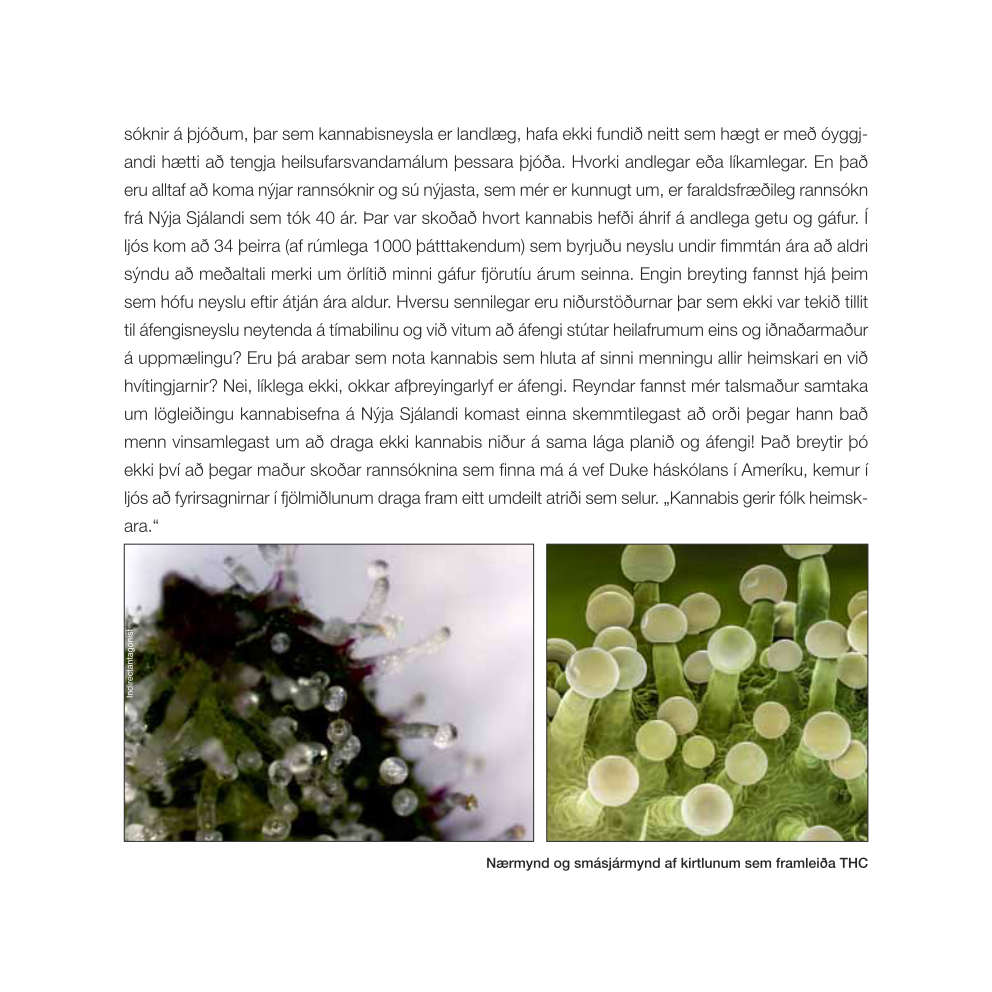 sóknir á þjóðum, þar sem kannabisneysla er landlæg, hafa ekki fundið neitt sem hægt er með óyggj-
andi hætti að tengja heilsufarsvandamálum þessara þjóða. Hvorki andlegar eða líkamlegar. En það
eru alltaf að koma nýjar rannsóknir og sú nýjasta, sem mér er kunnugt um, er faraldsfræðileg rannsókn
frá Nýja Sjálandi sem tók 40 ár. Þar var skoðað hvort kannabis hefði áhrif á andlega getu og gáfur. Í
ljós kom að 34 þeirra (af rúmlega 1000 þátttakendum) sem byrjuðu neyslu undir fimmtán ára að aldri
sýndu að meðaltali merki um örlítið minni gáfur fjörutíu árum seinna. Engin breyting fannst hjá þeim
sem hófu neyslu eftir átján ára aldur. Hversu sennilegar eru niðurstöðurnar þar sem ekki var tekið tillit
til áfengisneyslu neytenda á tímabilinu og við vitum að áfengi stútar heilafrumum eins og iðnaðarmaður
á uppmælingu? Eru þá arabar sem nota kannabis sem hluta af sinni menningu allir heimskari en við
hvítingjarnir? Nei, líklega ekki, okkar afþreyingarlyf er áfengi. Reyndar fannst mér talsmaður samtaka
um lögleiðingu kannabisefna á Nýja Sjálandi komast einna skemmtilegast að orði þegar hann bað
menn vinsamlegast um að draga ekki kannabis niður á sama lága planið og áfengi! Það breytir þó
ekki því að þegar maður skoðar rannsóknina sem finna má á vef Duke háskólans í Ameríku, kemur í
ljós að fyrirsagnirnar í fjölmiðlunum draga fram eitt umdeilt atriði sem selur. „Kannabis gerir fólk heimsk-
ara.“
Indirectantagonist
Nærmynd og smásjármynd af kirtlunum sem framleiða THC